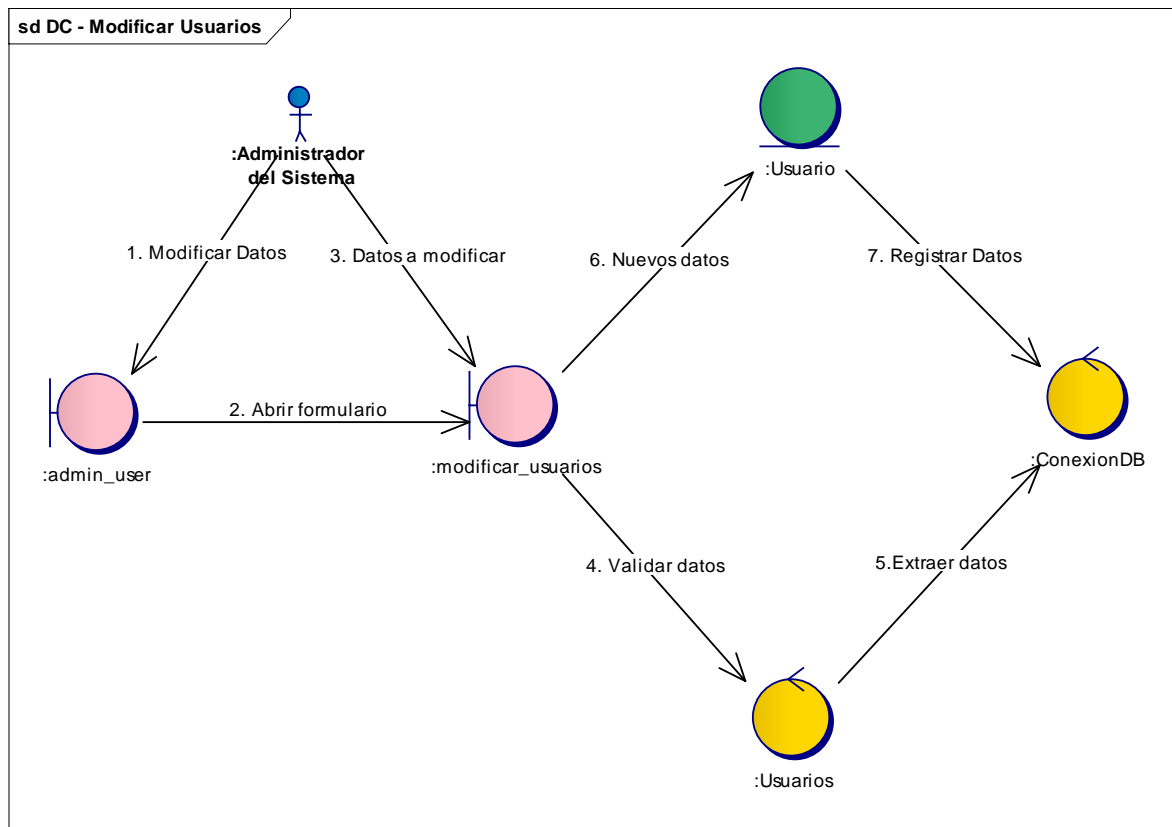 sd DC - Modificar Usuarios
:Administrador
del Sistema
:Usuario
1. Modificar Datos
3. Datos a modificar
6. Nuevos datos
7. Registrar Datos
2. Abrir formulario
:admin_user
:modificar_usuarios
:ConexionDB
4. Validar datos
5.Extraer datos
:Usuarios